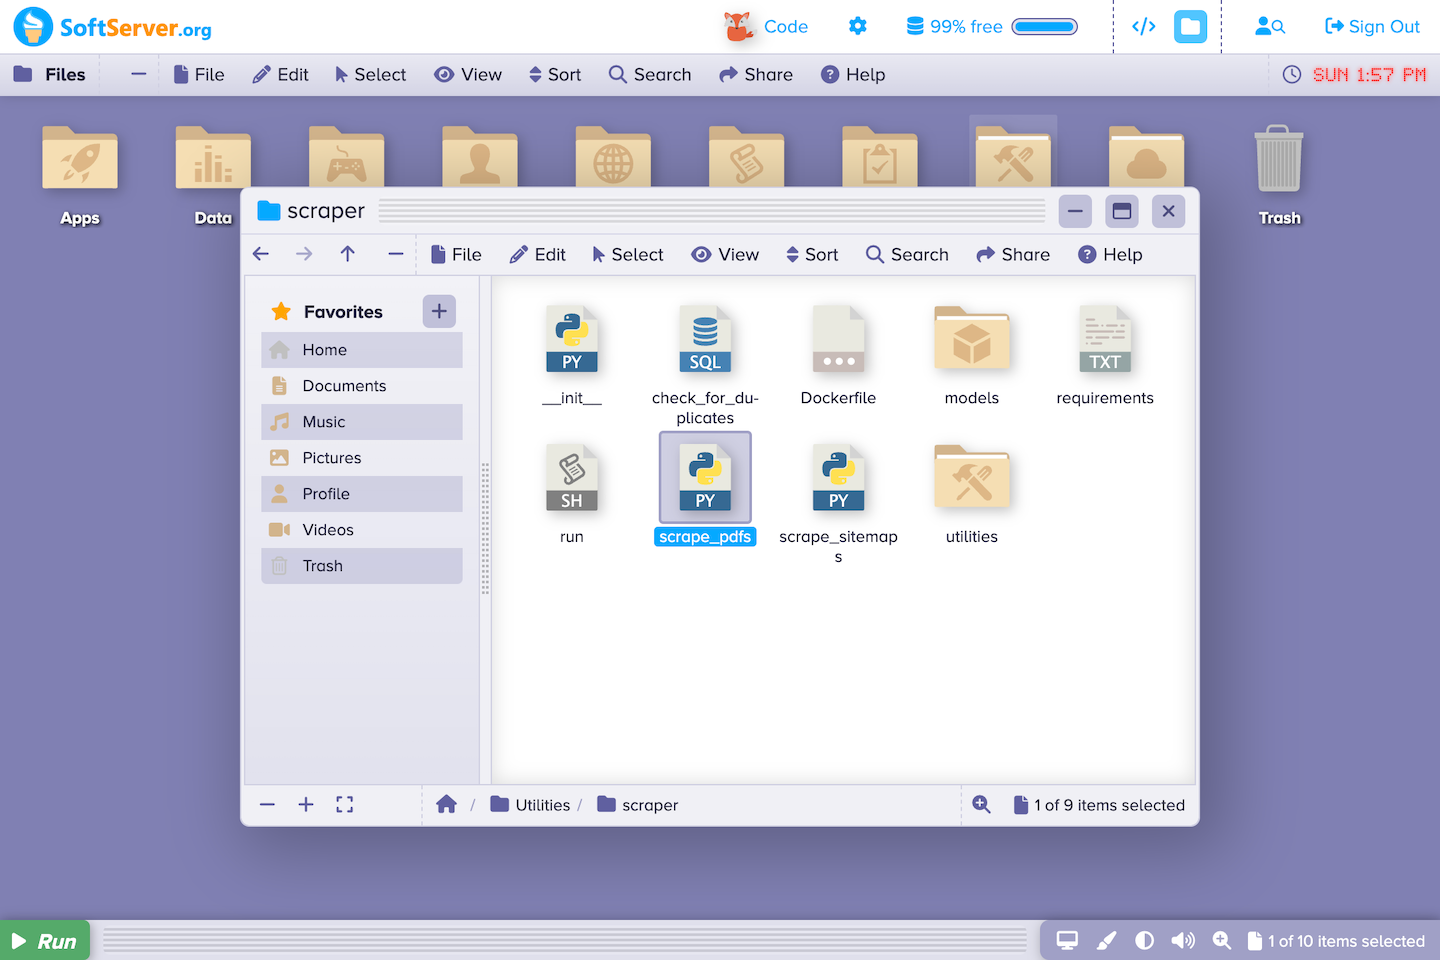 SoftServer.org
Code
99% free
Sign Out
Files
File
Edit
Select
View
Sort
Search
Share
Help
SUN 1:57 PM
Apps
Data
Trash
scraper
File
Edit
Select
View
Sort
Search
Share
Help
Favorites
Home
Documents
Music
Pictures
Profile
Videos
Trash
PY
SQL
TXT
__init__
check_for_du-
plicates
Dockerfile
models
requirements
SH
PY
PY
run
scrape_pdfs
scrape_sitemap
s
utilities
/ Utilities / scraper
1 of 9 items selected
Run
1 of 10 items selected